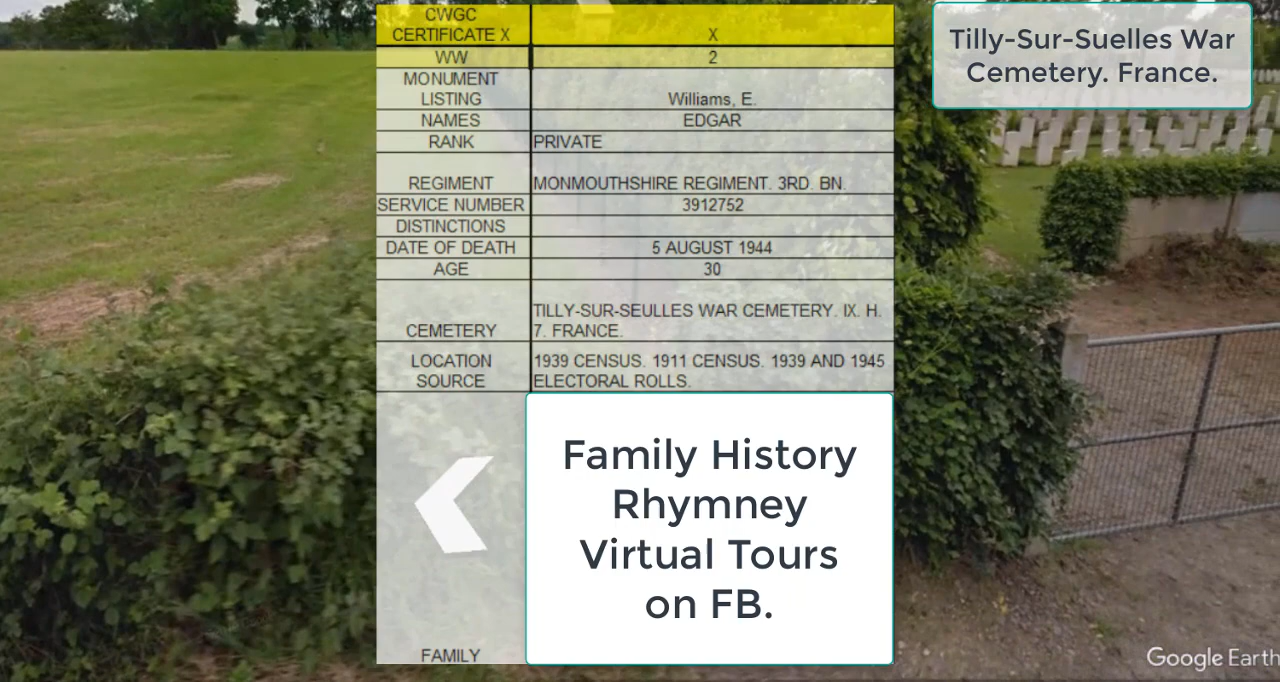 CWGC
CERTIFICATE X X
WW 2
MONUMENT
LISTING Williams, E.
NAMES EDGAR
RANK PRIVATE
REGIMENT MONMOUTHSHIRE REGIMENT. 3RD. BN.
SERVICE NUMBER 3912752
DISTINCTIONS
DATE OF DEATH 5 AUGUST 1944
AGE 30
TILLY-SUR-SEULLES WAR CEMETERY. IX. H.
CEMETERY 7. FRANCE.
LOCATION 1939 CENSUS. 1911 CENSUS. 1939 AND 1945
SOURCE ELECTORAL ROLLS.
FAMILY
Family History
Rhymney
Virtual Tours
on FB.
Tilly-Sur-Suelles War
Cemetery. France.
Google Earth